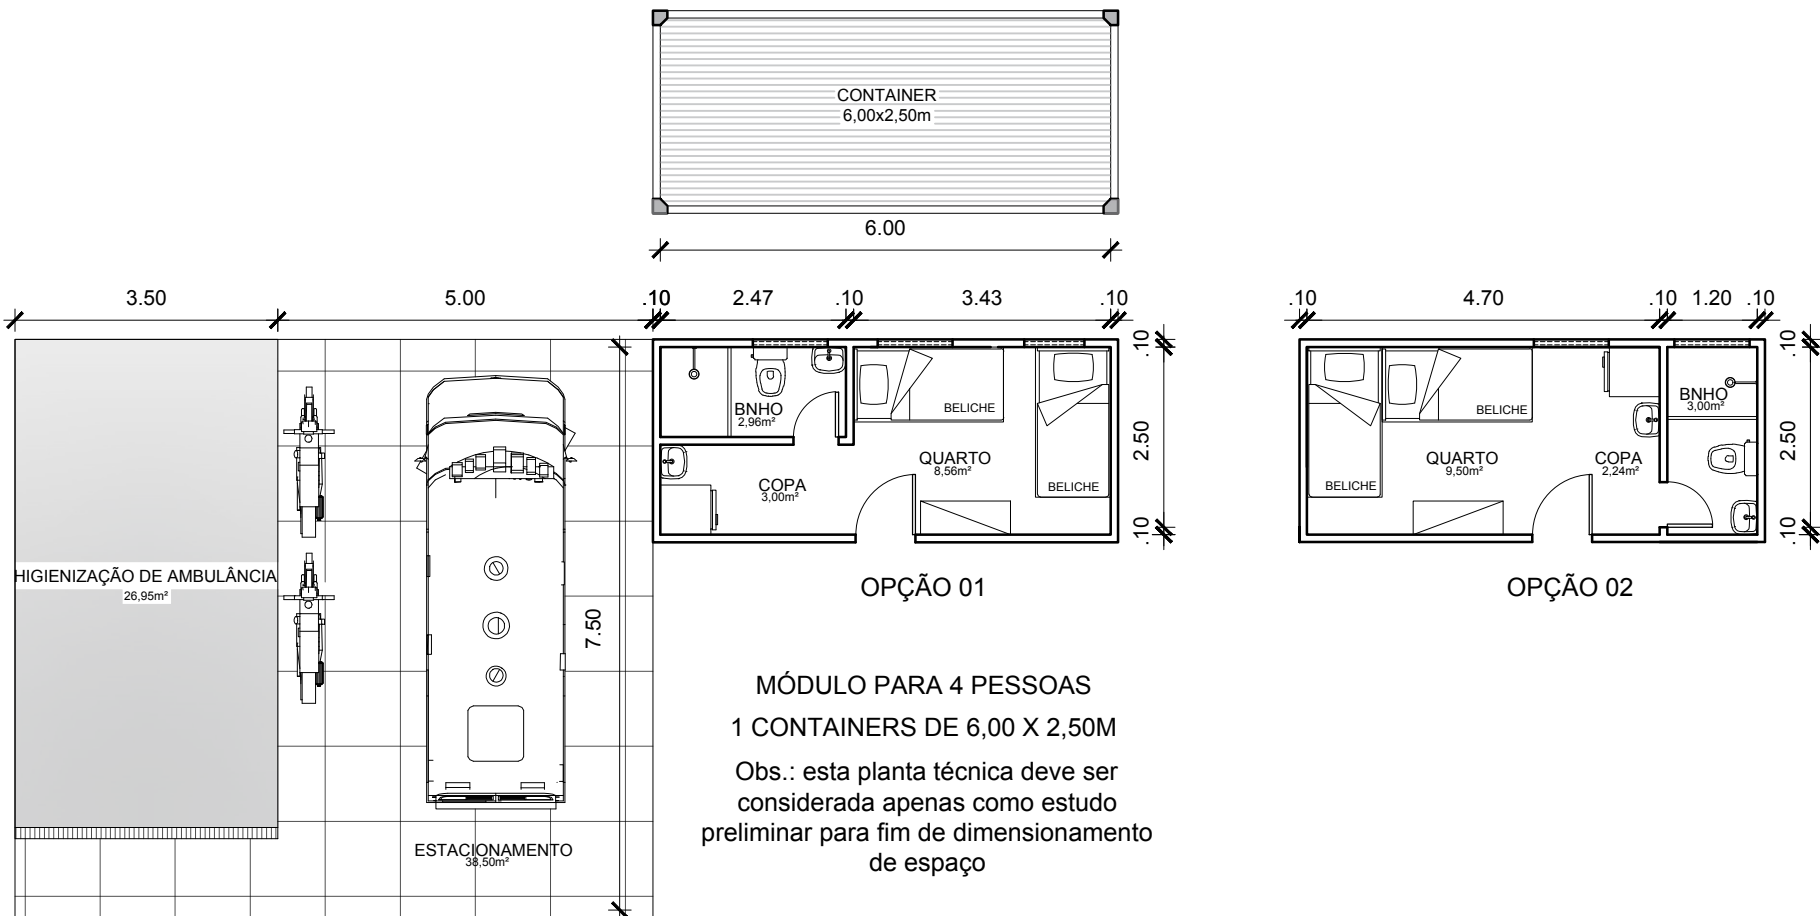 CONTAINER
6,00x2,50m
6.00
3.50
5.00
.10
2.47
.10
3.43
.10
.10
4.70
.10
1.20
.10
.10
2.50
.10
.10
2.50
.10
BNHO
2,96m²
BELICHE
QUARTO
8,56m²
BELICHE
COPA
3,00m²
BELICHE
BNHO
3,00m²
QUARTO
9,50m²
COPA
2,24m²
BELICHE
HIGIENIZAÇÃO DE AMBULÂNCIA
26,95m²
7.50
OPÇÃO 01
OPÇÃO 02
MÓDULO PARA 4 PESSOAS
1 CONTAINERS DE 6,00 X 2,50M
Obs.: esta planta técnica deve ser
considerada apenas como estudo
preliminar para fim de dimensionamento
de espaço
ESTACIONAMENTO
38,50m²